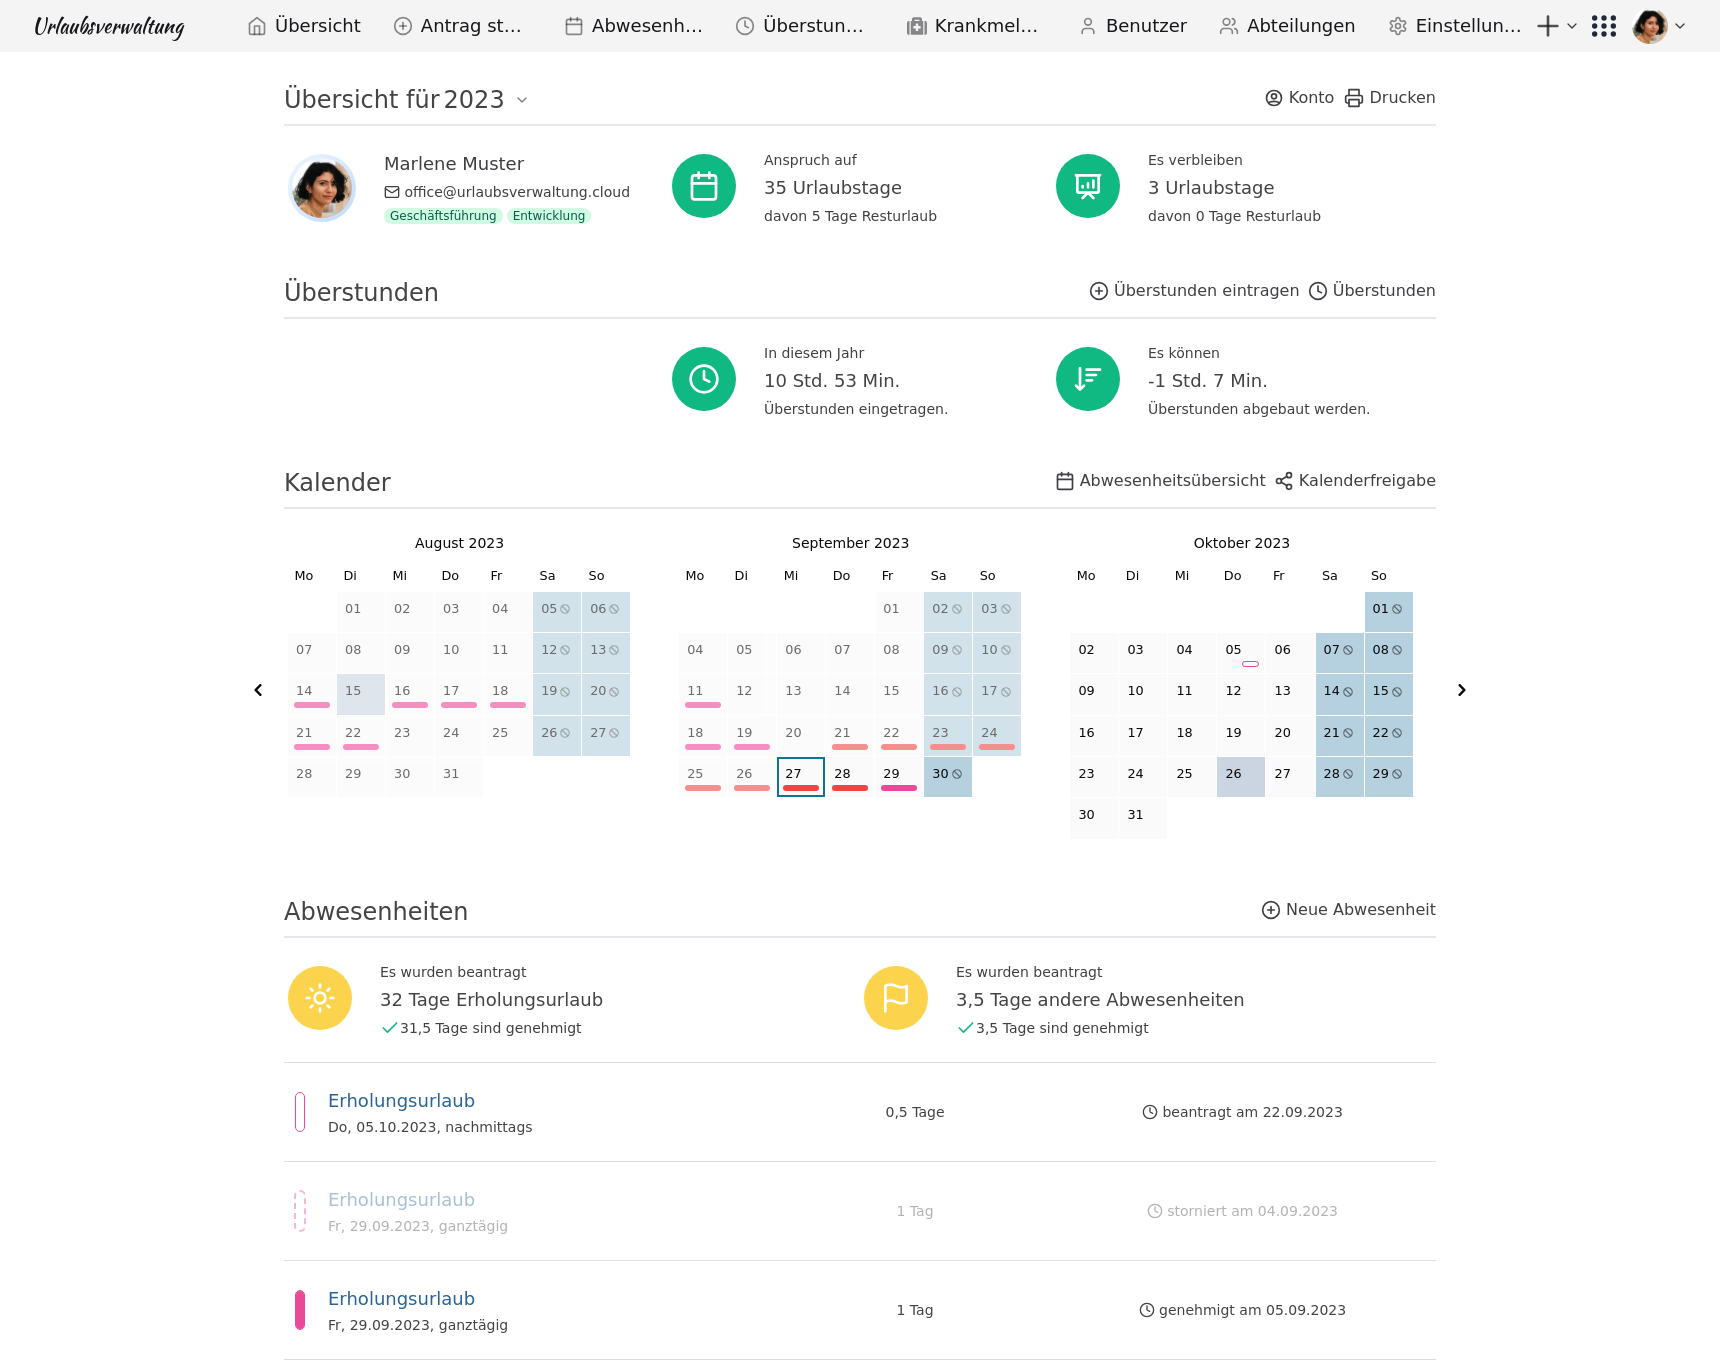 Urlaubsverwaltung Übersicht Antrag st... Abwesenh... Überstun... Krankmel... Benutzer Abteilungen Einstellun...
Übersicht für 2023 Konto Drucken
Marlene Muster
office@urlaubsverwaltung.cloud
Geschäftsführung Entwicklung
Anspruch auf
35 Urlaubstage
davon 5 Tage Resturlaub
Es verbleiben
3 Urlaubstage
davon 0 Tage Resturlaub
Überstunden Überstunden eintragen Überstunden
In diesem Jahr
10 Std. 53 Min.
Überstunden eingetragen.
Es können
-1 Std. 7 Min.
Überstunden abgebaut werden.
Kalender Abwesenheitsübersicht Kalenderfreigabe
August 2023
Mo Di Mi Do Fr Sa So
01 02 03 04 05 06
07 08 09 10 11 12 13
14 15 16 17 18 19 20
21 22 23 24 25 26 27
28 29 30 31
September 2023
Mo Di Mi Do Fr Sa So
01 02 03
04 05 06 07 08 09 10
11 12 13 14 15 16 17
18 19 20 21 22 23 24
25 26 27 28 29 30
Oktober 2023
Mo Di Mi Do Fr Sa So
01
02 03 04 05 06 07 08
09 10 11 12 13 14 15
16 17 18 19 20 21 22
23 24 25 26 27 28 29
30 31
Abwesenheiten Neue Abwesenheit
Es wurden beantragt
32 Tage Erholungsurlaub
31,5 Tage sind genehmigt
Es wurden beantragt
3,5 Tage andere Abwesenheiten
3,5 Tage sind genehmigt
Erholungsurlaub
Do, 05.10.2023, nachmittags
0,5 Tage
beantragt am 22.09.2023
Erholungsurlaub
Fr, 29.09.2023, ganztägig
1 Tag
storniert am 04.09.2023
Erholungsurlaub
Fr, 29.09.2023, ganztägig
1 Tag
genehmigt am 05.09.2023